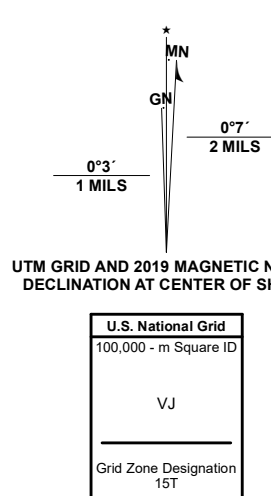 ★
MN
GN
0°7´
2 MILS
0°3´
1 MILS
UTM GRID AND 2019 MAGNETIC N
DECLINATION AT CENTER OF SH
U.S. National Grid
100,000 - m Square ID
VJ
Grid Zone Designation
15T